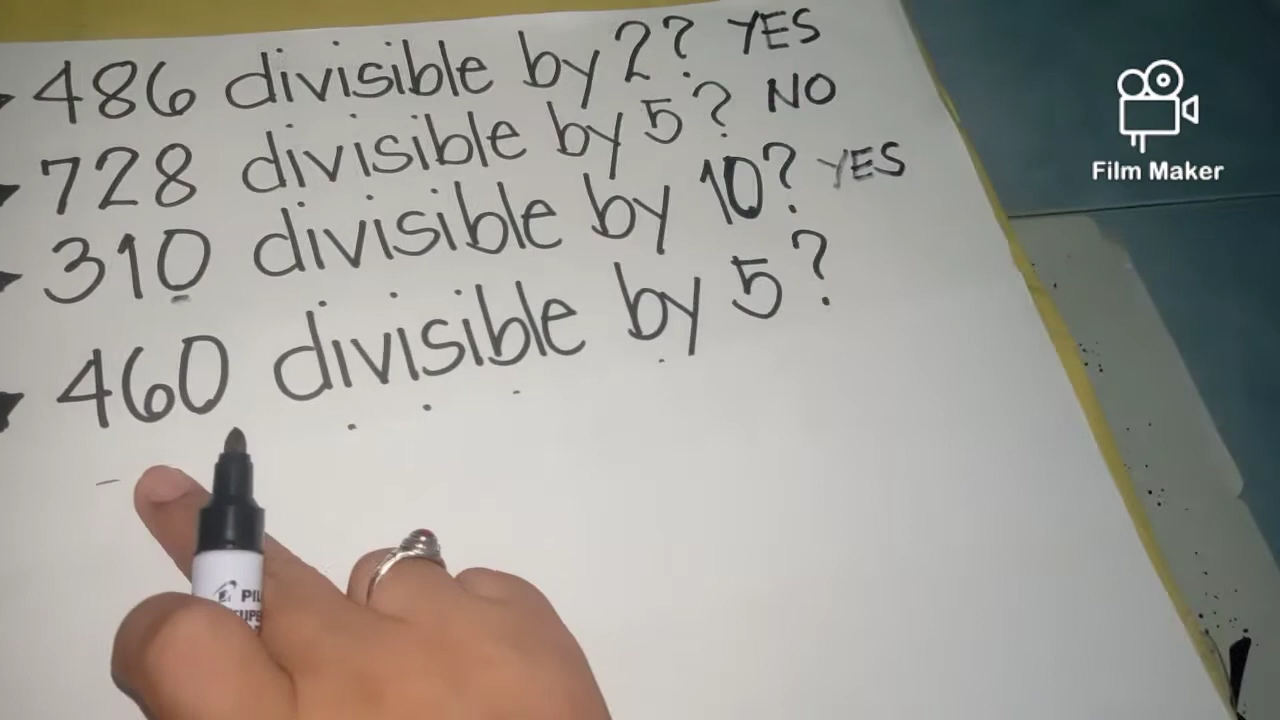 486 divisible by 2? YES
728 divisible by 5? NO
310 divisible by 10? YES
460 divisible by 5?
Film Maker